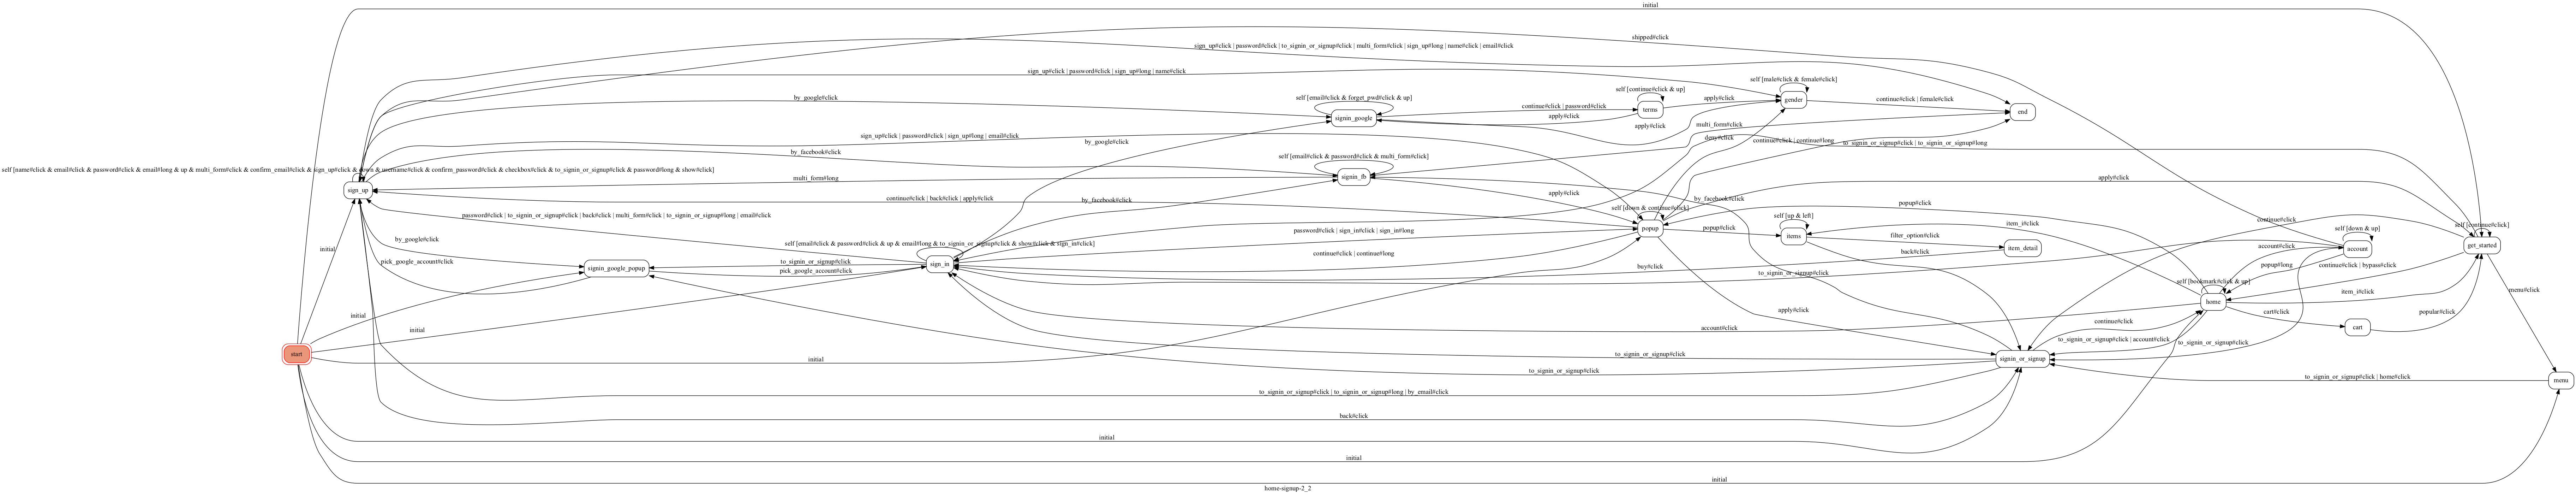 initial
shipped#click
sign_up#click | password#click | to_signin_or_signup#click | multi_form#click | sign_up#long | name#click | email#click
sign_up#click | password#click | sign_up#long | name#click
self [male#click & female#click]
self [continue#click & up]
by_google#click
self [email#click & forget_pwd#click & up]
continue#click | password#click
terms
apply#click
gender
continue#click | female#click
end
signin_google
apply#click
apply#click
multi_form#click
sign_up#click | password#click | sign_up#long | email#click
by_google#click
deny#click
continue#click | continue#long
to_signin_or_signup#click | to_signin_or_signup#long
by_facebook#click
self [email#click & password#click & multi_form#click]
self [name#click & email#click & password#click & email#long & up & multi_form#click & confirm_email#click & sign_up#click & down & username#click & confirm_password#click & checkbox#click & to_signin_or_signup#click & password#long & show#click]
sign_up
multi_form#long
signin_fb
apply#click
apply#click
continue#click | back#click | apply#click
by_facebook#click
by_facebook#click
popup#click
password#click | to_signin_or_signup#click | back#click | multi_form#click | to_signin_or_signup#long | email#click
self [down & continue#click]
self [up & left]
item_i#click
continue#click
self [continue#click]
self [down & up]
popup
popup#click
items
filter_option#click
item_detail
password#click | sign_in#click | sign_in#long
by_google#click
initial
self [email#click & password#click & up & email#long & to_signin_or_signup#click & show#click & sign_in#click]
account#click
account
get_started
continue#click | continue#long
back#click
pick_google_account#click
to_signin_or_signup#click
sign_in
buy#click
popup#long
continue#click | bypass#click
signin_google_popup
pick_google_account#click
to_signin_or_signup#click
self [bookmark#click & up]
item_i#click
menu#click
home
initial
apply#click
cart#click
popular#click
initial
account#click
continue#click
cart
to_signin_or_signup#click | account#click
to_signin_or_signup#click
start
initial
to_signin_or_signup#click
signin_or_signup
to_signin_or_signup#click
to_signin_or_signup#click | home#click
menu
to_signin_or_signup#click | to_signin_or_signup#long | by_email#click
back#click
initial
initial
initial
home-signup-2_2